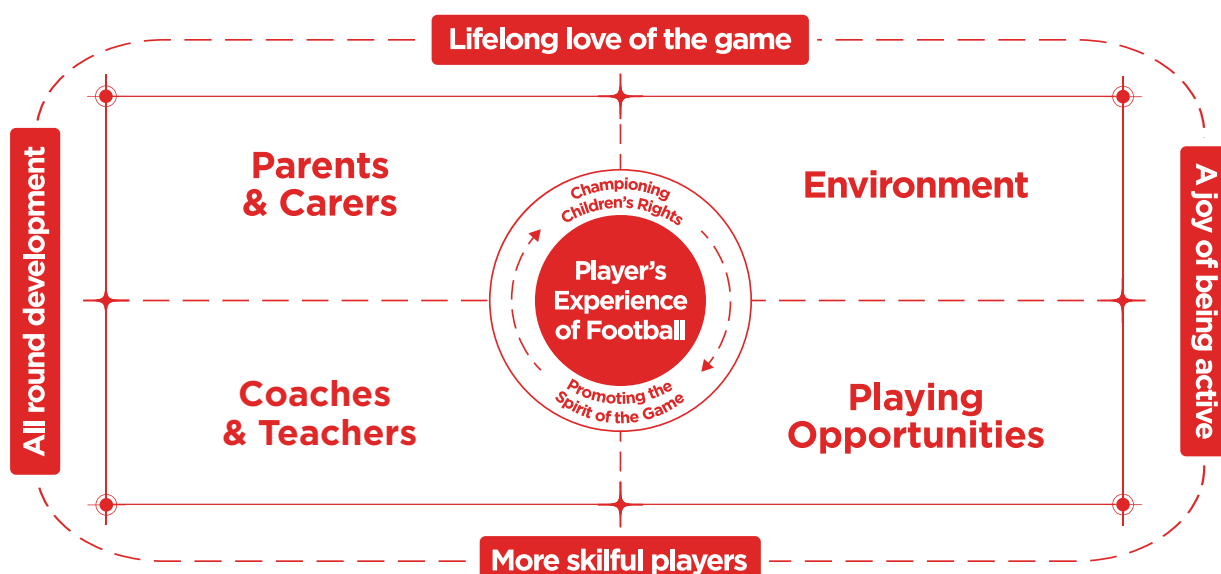 Lifelong love of the game
All round development
Parents
& Carers
Environment
A joy of being active
Championing
Children's Rights
Player's
Experience
of Football
Promoting the
Spirit of the Game
Coaches
& Teachers
Playing
Opportunities
More skilful players